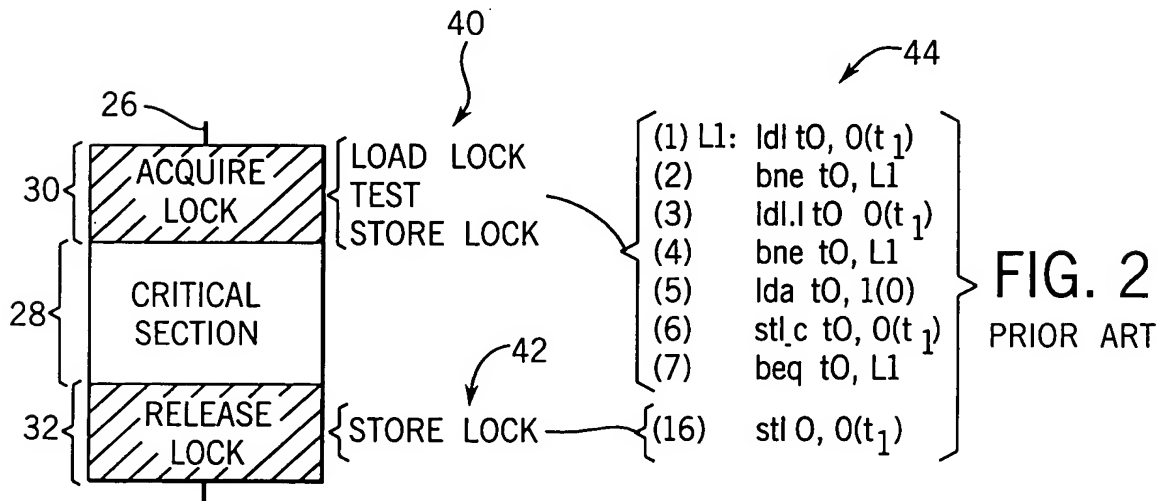 40
44
26
30
ACQUIRE
LOCK
LOAD LOCK
TEST
STORE LOCK
(1) L1: ldl t0, 0(t1)
(2) bne t0, L1
(3) ldl.l t0 0(t1)
(4) bne t0, L1
(5) lda t0, 1(0)
(6) stl_c t0, 0(t1)
(7) beq t0, L1
28
CRITICAL
SECTION
42
32
RELEASE
LOCK
STORE LOCK
(16) stl 0, 0(t1)
FIG. 2
PRIOR ART